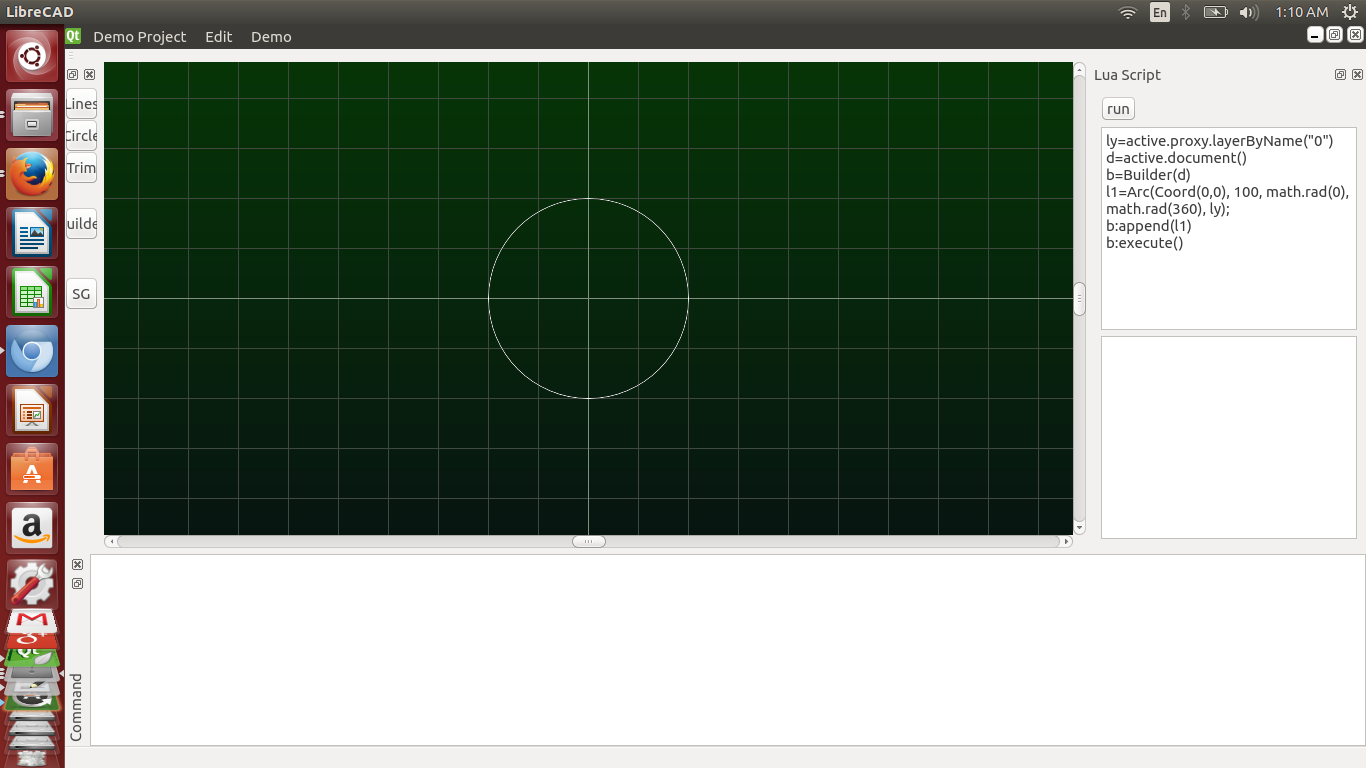 LibreCAD
En
1:10 AM
Qt
Demo Project Edit Demo
Lua Script
Lines
Circle
Trim
uilde
SG
run
ly=active.proxy.layerByName("0")
d=active.document()
b=Builder(d)
l1=Arc(Coord(0,0), 100, math.rad(0),
math.rad(360), ly);
b:append(l1)
b:execute()
Command